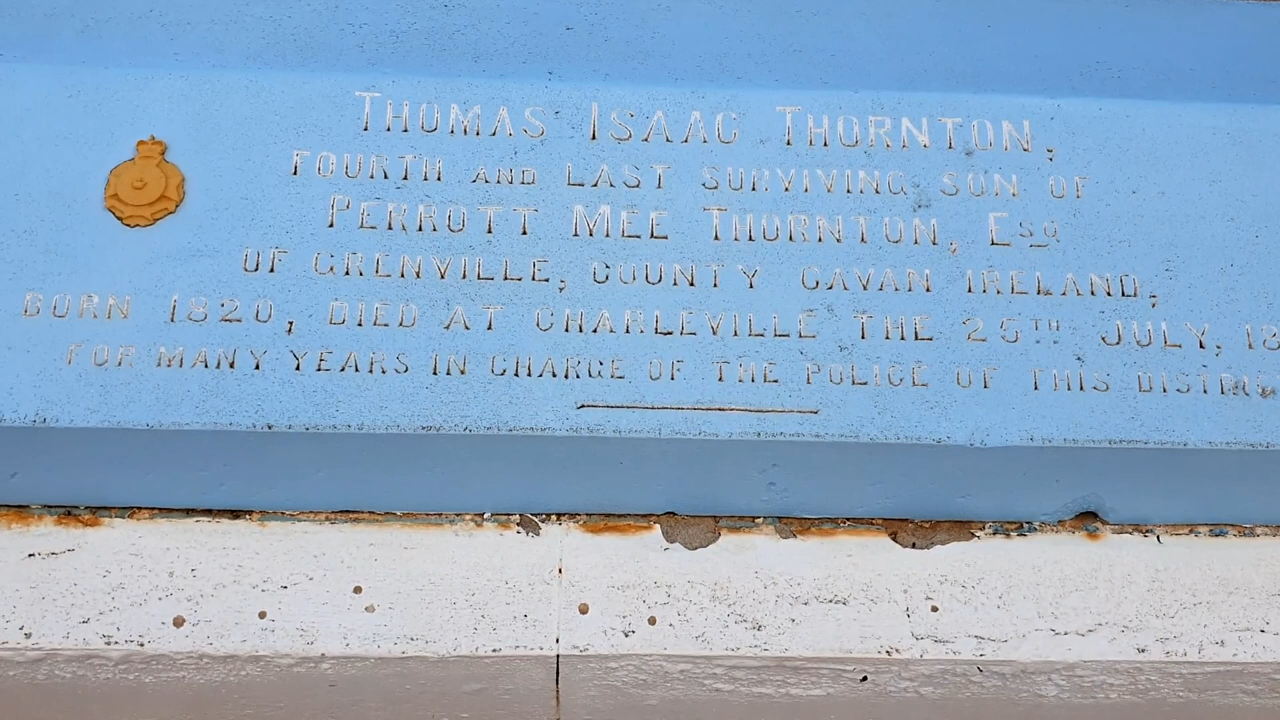 THOMAS ISAAC THORNTON,
FOURTH AND LAST SURVIVING SON OF
PERROTT MEE THORNTON, ESQ
OF GRENVILLE, COUNTY CAVAN IRELAND,
BORN 1820, DIED AT CHARLEVILLE THE 25TH JULY, 18
FOR MANY YEARS IN CHARGE OF THE POLICE OF THIS